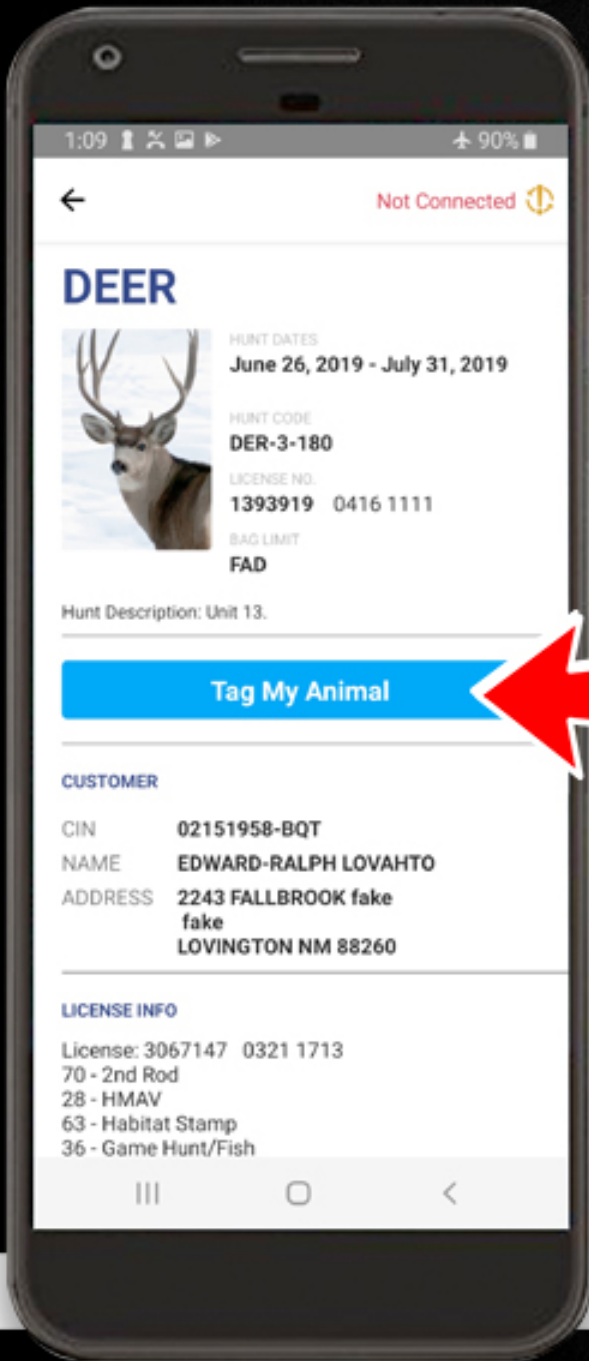 1:09 90%
Not Connected
DEER
HUNT DATES
June 26, 2019 - July 31, 2019
HUNT CODE
DER-3-180
LICENSE NO.
1393919 0416 1111
BAG LIMIT
FAD
Hunt Description: Unit 13.
Tag My Animal
CUSTOMER
CIN 02151958-BQT
NAME EDWARD-RALPH LOVAHTO
ADDRESS 2243 FALLBROOK fake
fake
LOVINGTON NM 88260
LICENSE INFO
License: 3067147 0321 1713
70 - 2nd Rod
28 - HMAV
63 - Habitat Stamp
36 - Game Hunt/Fish